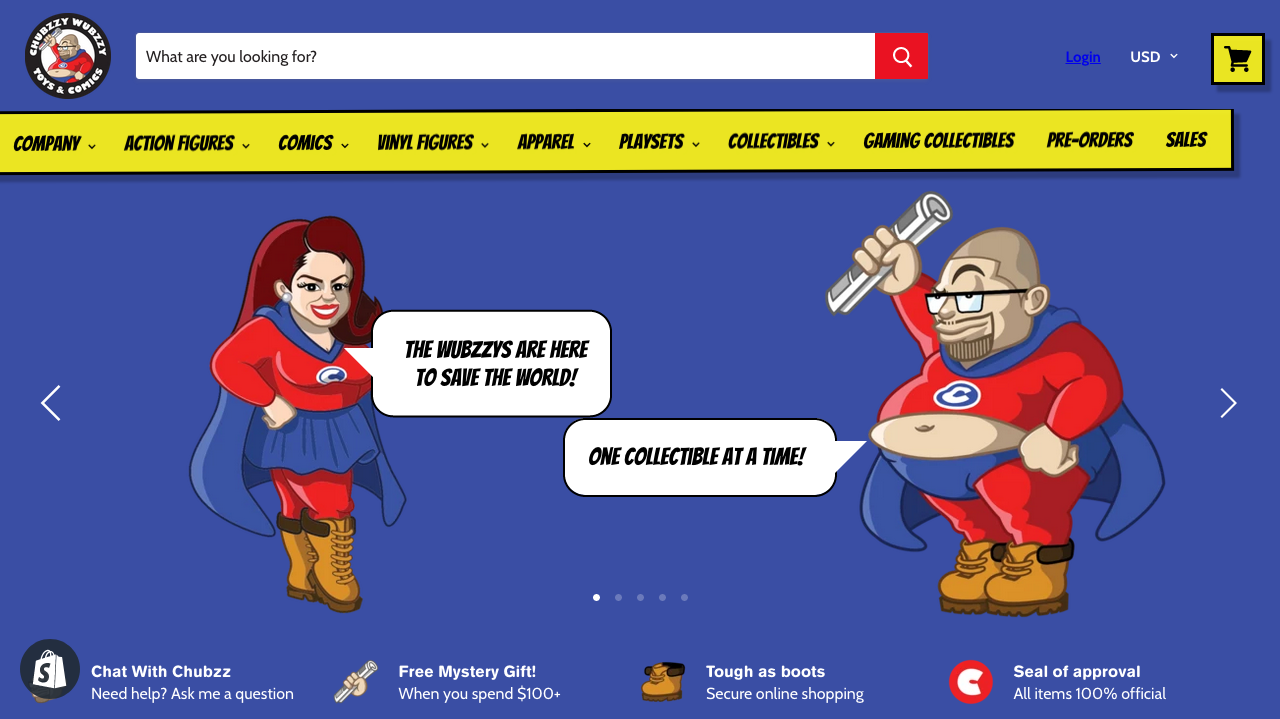 CHUBZZY WUBZZY
TOYS & COMICS
What are you looking for?
Login
USD
COMPANY
ACTION FIGURES
COMICS
VINYL FIGURES
APPAREL
PLAYSETS
COLLECTIBLES
GAMING COLLECTIBLES
PRE-ORDERS
SALES
THE WUBZZYS ARE HERE
TO SAVE THE WORLD!
C
C
ONE COLLECTIBLE AT A TIME!
S
Chat With Chubzz
Need help? Ask me a question
Free Mystery Gift!
When you spend $100+
Tough as boots
Secure online shopping
C
Seal of approval
All items 100% official